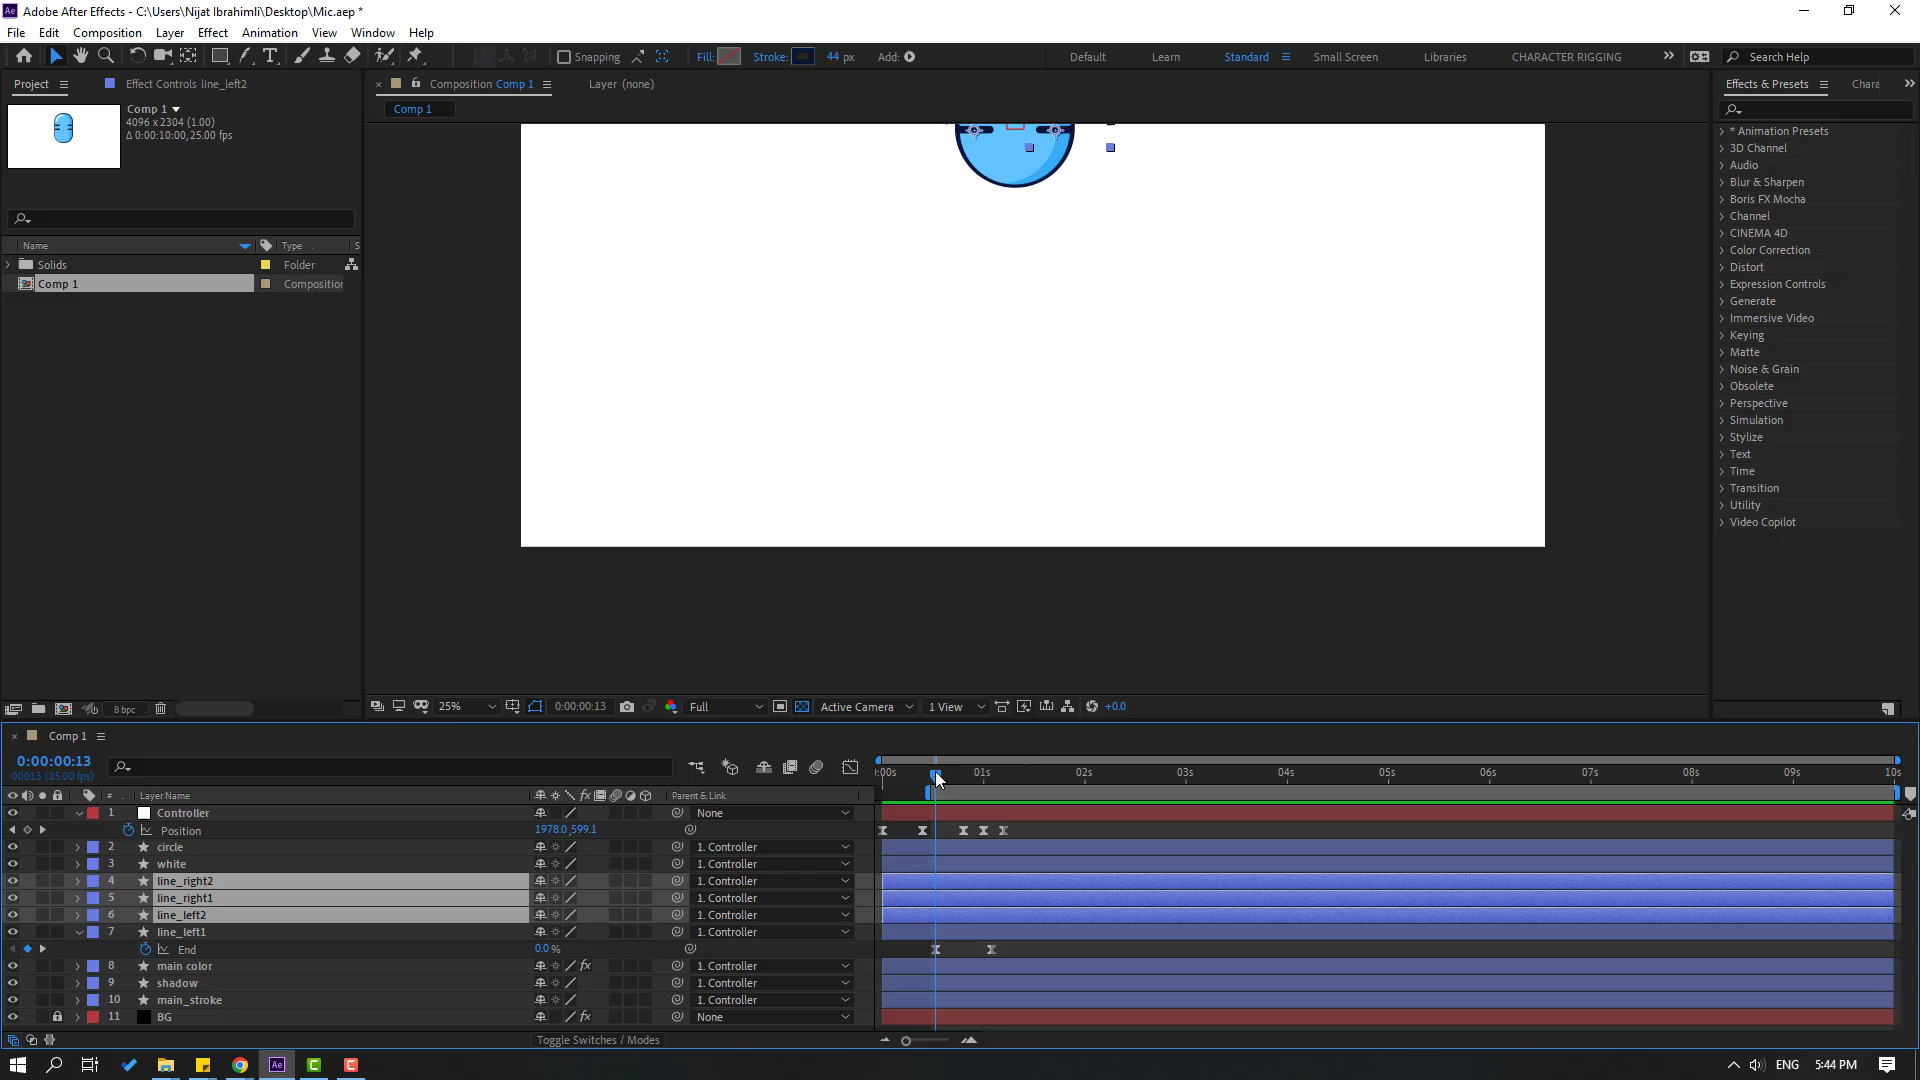 Ae Adobe After Effects - C:\Users\Nijat Ibrahimli\Desktop\Mic.aep *
File Edit Composition Layer Effect Animation View Window Help
Snapping Fill: Stroke: 44 px Add: Default Learn Standard Small Screen Libraries CHARACTER RIGGING Search Help
Project Effect Controls line_left2 Composition Comp 1 Layer (none) Effects & Presets Chara
Comp 1
Comp 1
4096 x 2304 (1.00)
Δ 0:00:10:00, 25.00 fps
* Animation Presets
3D Channel
Audio
Blur & Sharpen
Boris FX Mocha
Channel
CINEMA 4D
Color Correction
Distort
Expression Controls
Generate
Immersive Video
Keying
Matte
Noise & Grain
Obsolete
Perspective
Simulation
Stylize
Text
Time
Transition
Utility
Video Copilot
Name Type S
Solids Folder
Comp 1 Composition
8 bpc
25% 0:00:00:13 Full Active Camera 1 View +0.0
Comp 1
0:00:00:13
00013 (25.00 fps)
:00s 01s 02s 03s 04s 05s 06s 07s 08s 09s 10s
# Layer Name fx Parent & Link
1 Controller None
Position 1978.0,599.1
2 circle 1. Controller
3 white 1. Controller
4 line_right2 1. Controller
5 line_right1 1. Controller
6 line_left2 1. Controller
7 line_left1 1. Controller
End 0.0 %
8 main color fx 1. Controller
9 shadow 1. Controller
10 main_stroke 1. Controller
11 BG fx None
Toggle Switches / Modes
Ae C C ENG 5:44 PM